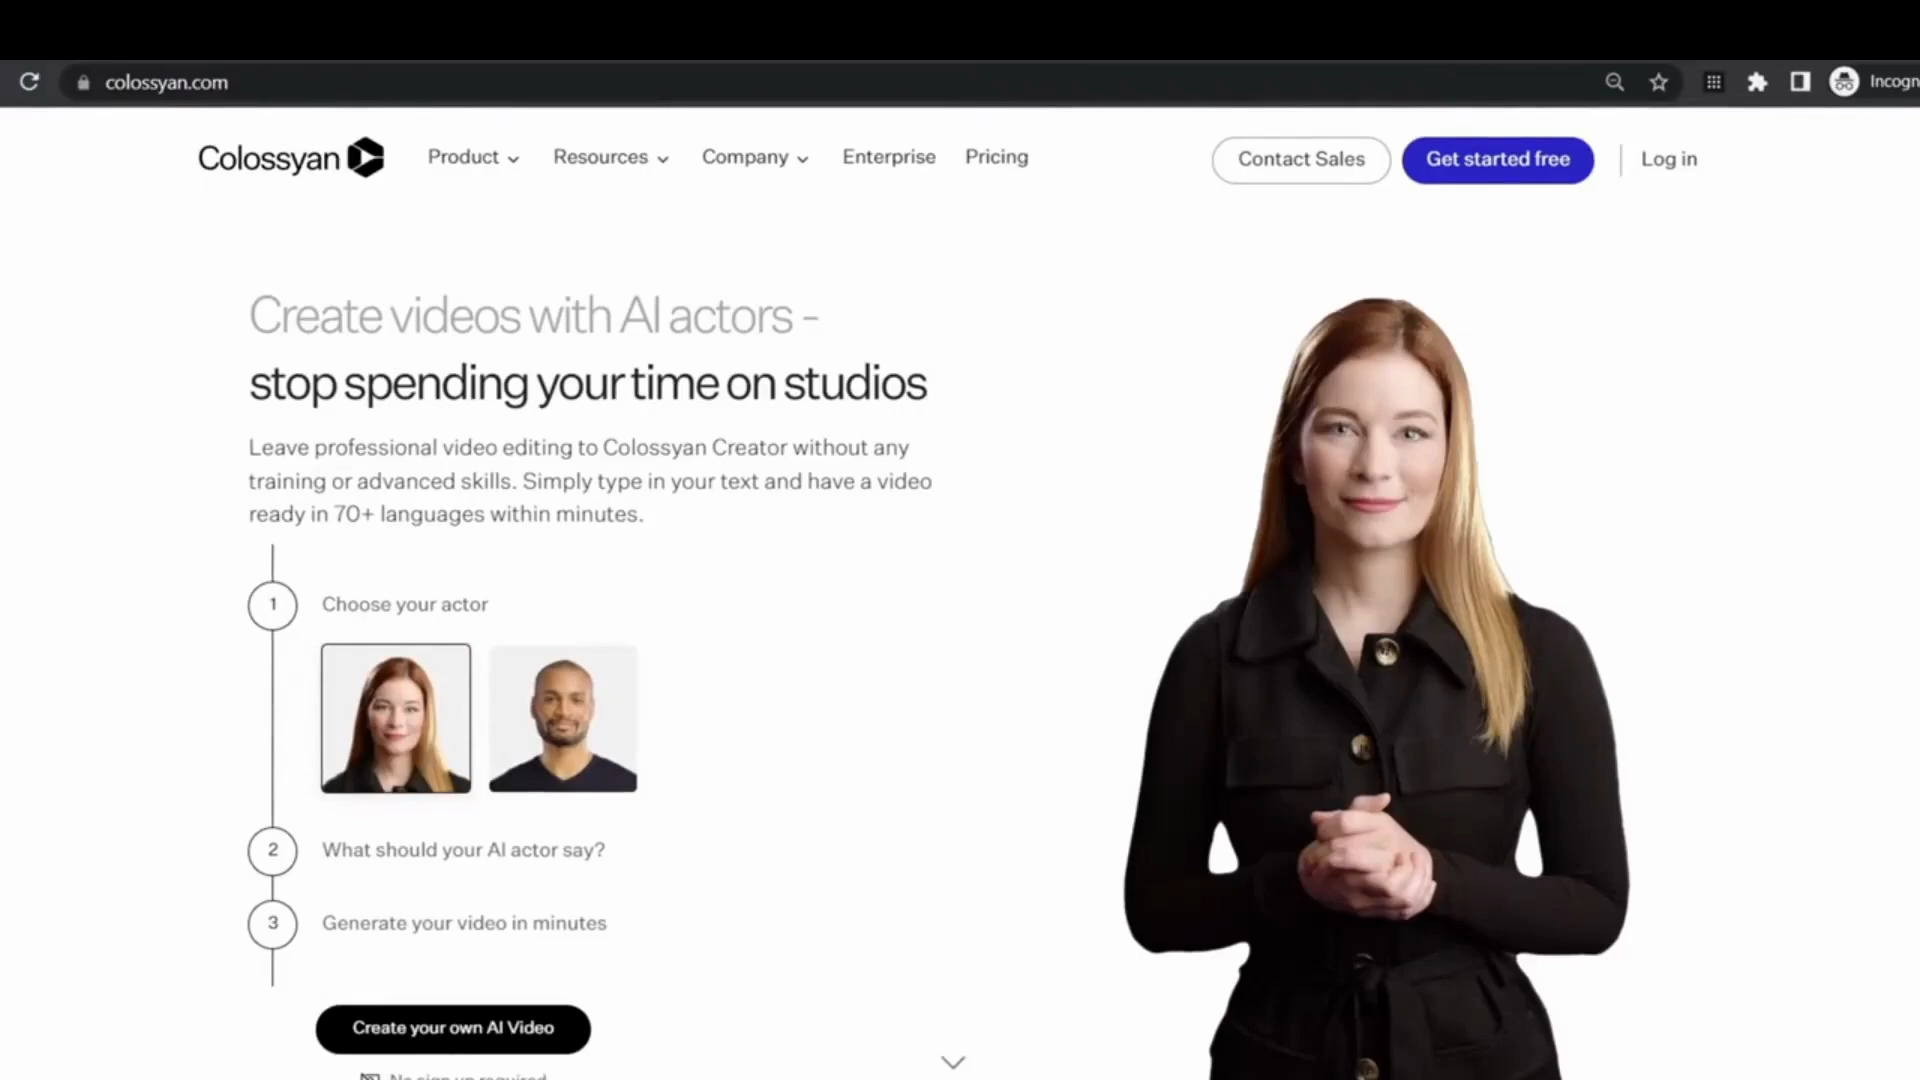 colossyan.com
Incogn
Colossyan
Product
Resources
Company
Enterprise
Pricing
Contact Sales
Get started free
Log in
Create videos with AI actors -
stop spending your time on studios
Leave professional video editing to Colossyan Creator without any
training or advanced skills. Simply type in your text and have a video
ready in 70+ languages within minutes.
1
Choose your actor
2
What should your AI actor say?
3
Generate your video in minutes
Create your own AI Video
No sign up required